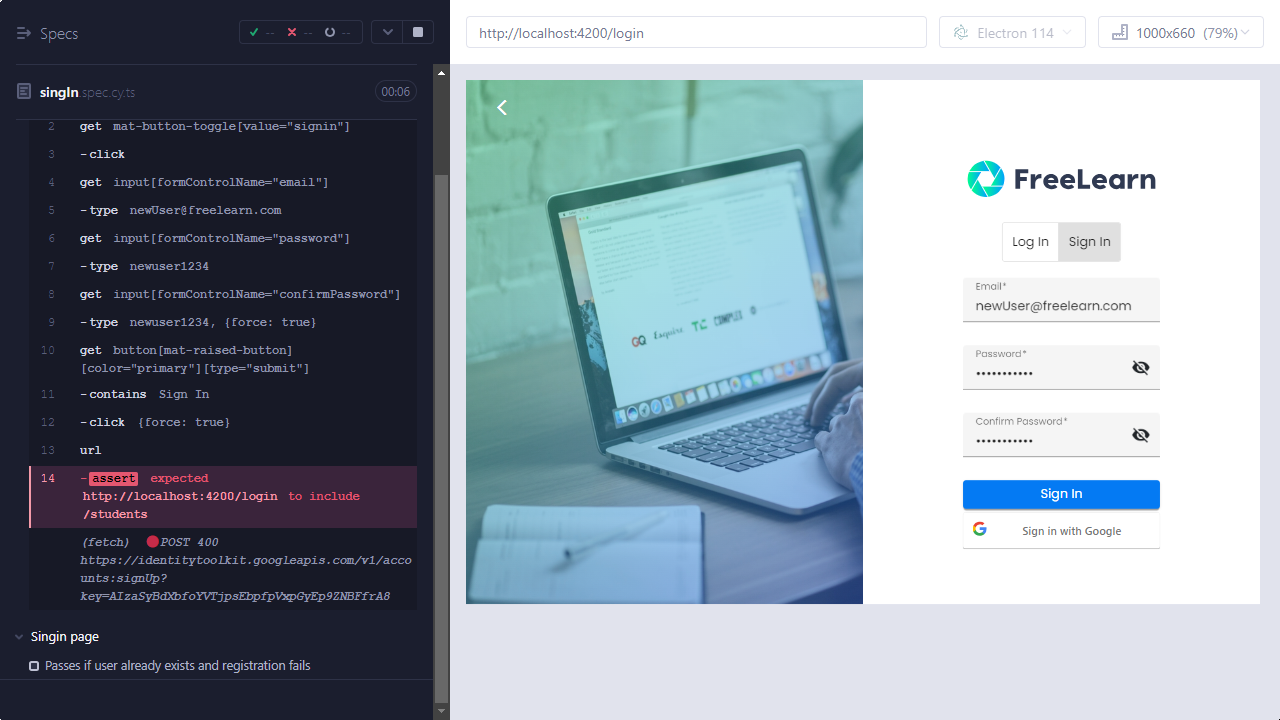 Specs
--
--
--
http://localhost:4200/login
Electron 114
1000x660 (79%)
singIn.spec.cy.ts
00:06
2 get mat-button-toggle[value="signin"]
3 -click
4 get input[formControlName="email"]
5 -type newUser@freelearn.com
6 get input[formControlName="password"]
7 -type newuser1234
8 get input[formControlName="confirmPassword"]
9 -type newuser1234, {force: true}
10 get button[mat-raised-button]
[color="primary"][type="submit"]
11 -contains Sign In
12 -click {force: true}
13 url
14 -assert expected
http://localhost:4200/login to include
/students
(fetch) POST 400
https://identitytoolkit.googleapis.com/v1/acco
unts:signUp?
key=AIzaSyBdXbfoYVTjpsEbpfpVxpGyEp9ZNBFfrA8
Singin page
Passes if user already exists and registration fails
GQ Esquire TC COMPLEX
FreeLearn
Log In Sign In
Email*
newUser@freelearn.com
Password*
•••••••••••
Confirm Password*
•••••••••••
Sign In
Sign in with Google